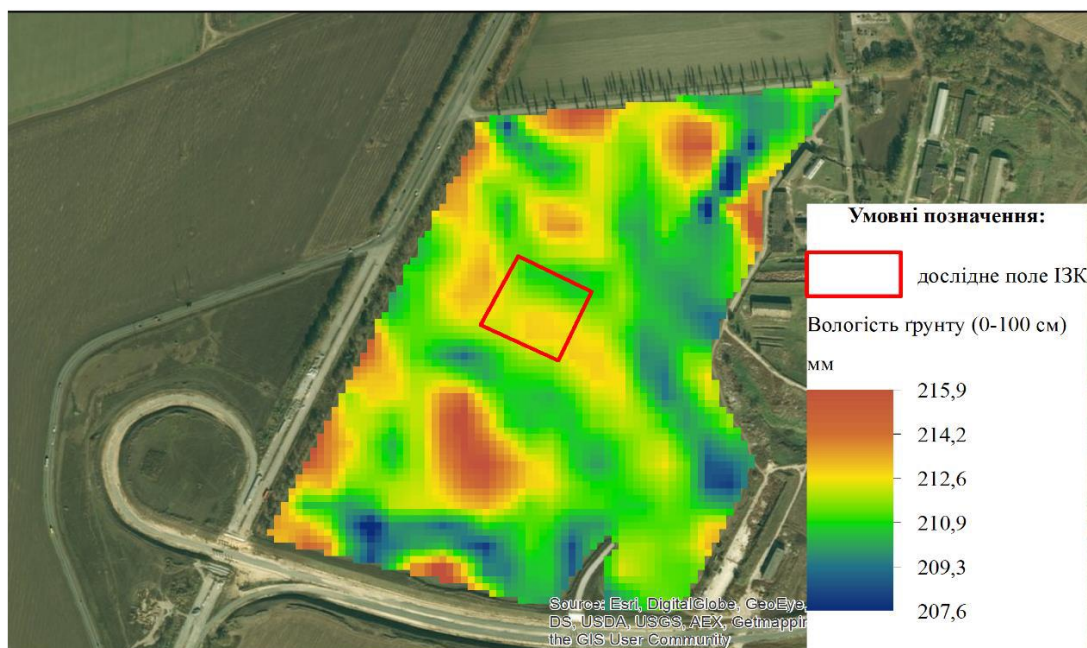 Умовні позначення:
дослідне поле ІЗК
Вологість ґрунту (0-100 см)
мм
215,9
214,2
212,6
210,9
209,3
207,6
Source: Esri, DigitalGlobe, GeoEye,
DS, USDA, USGS, AEX, Getmappir
the GIS User Community